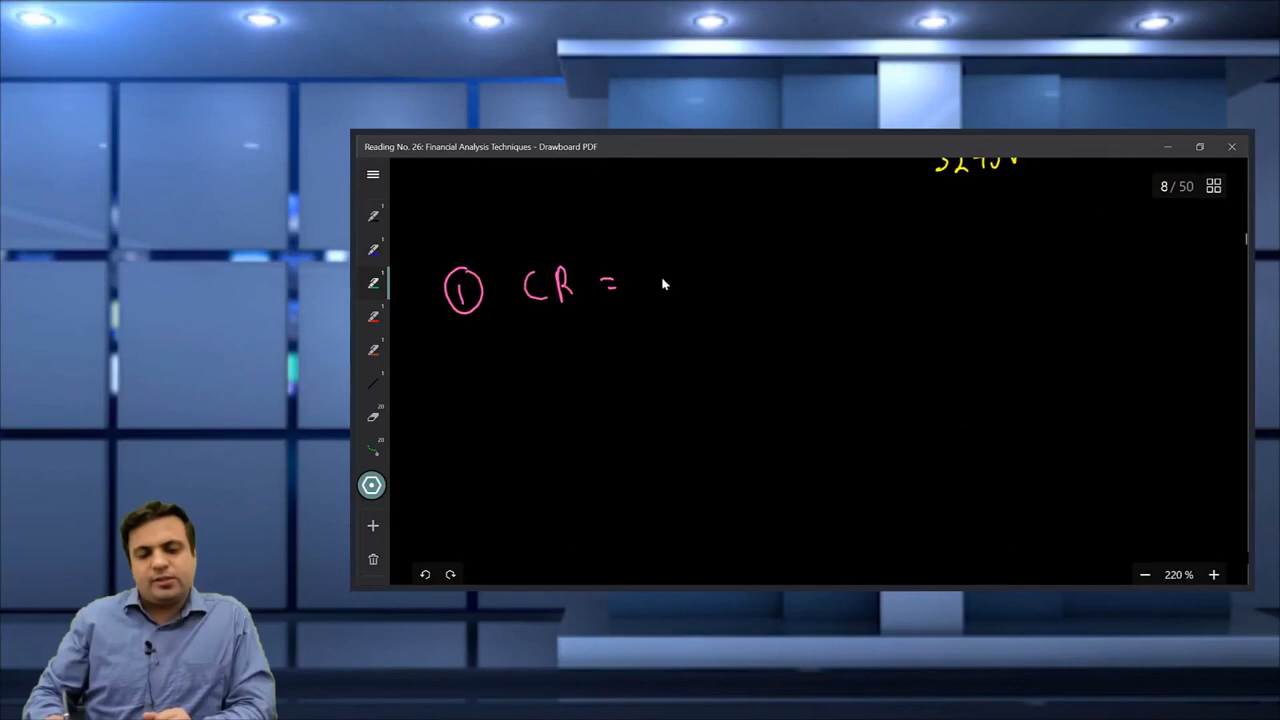 Reading No. 26: Financial Analysis Techniques - Drawboard PDF
8 / 50
① CR =
220 %